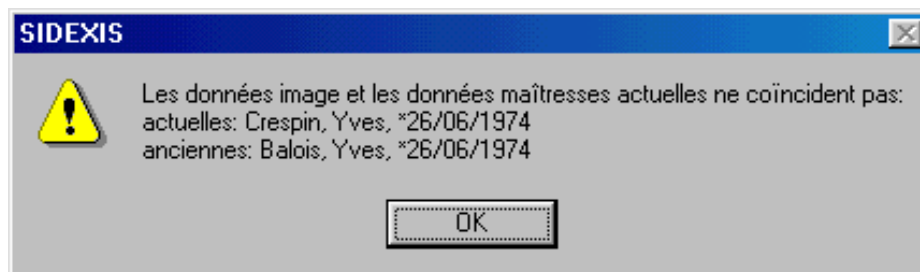 SIDEXIS
Les données image et les données maîtresses actuelles ne coïncident pas:
actuelles: Crespin, Yves, *26/06/1974
anciennes: Balois, Yves, *26/06/1974
OK